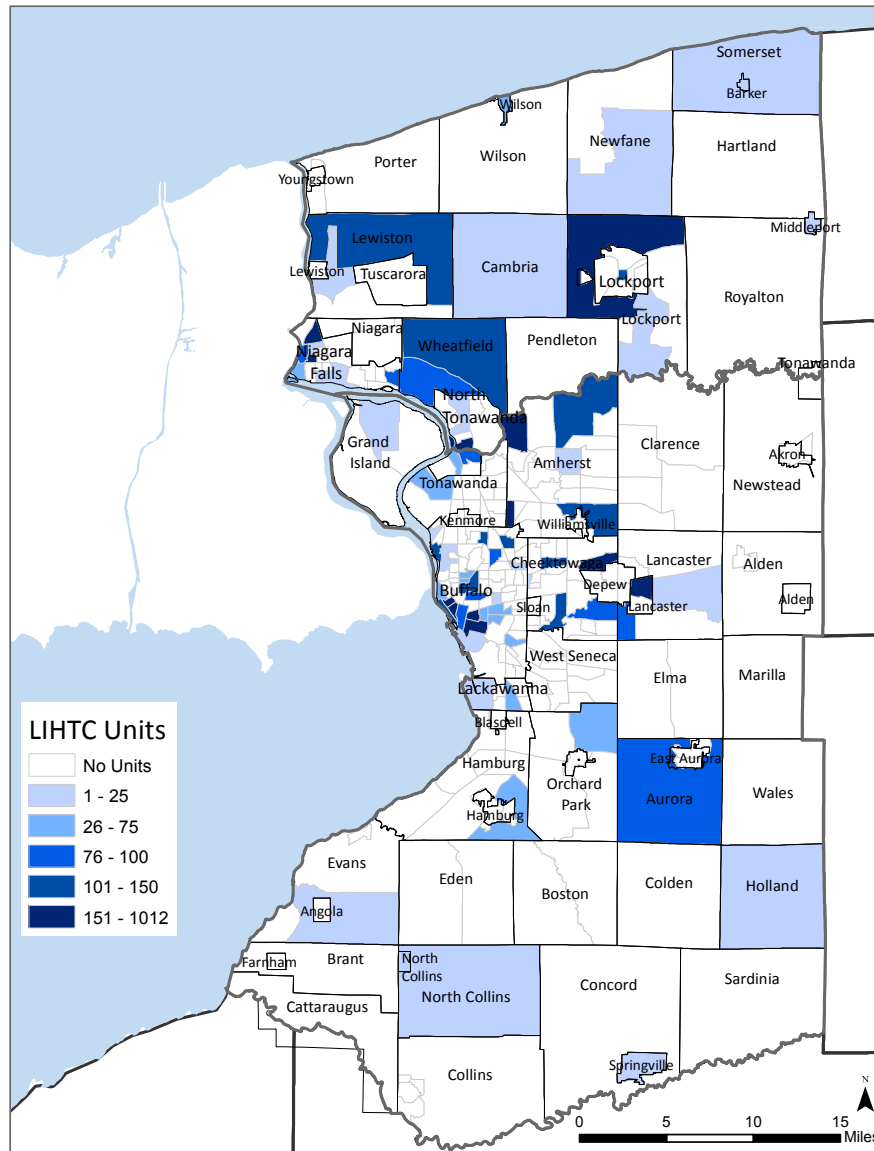 Somerset
Barker
Wilson
Newfane
Hartland
Porter
Wilson
Youngstown
Middleport
Lewiston
Lewiston
Tuscarora
Cambria
Lockport
Royalton
Lockport
Niagara
Niagara
Falls
Wheatfield
Pendleton
Tonawanda
North
Tonawanda
Grand
Island
Clarence
Amherst
Akron
Newstead
Tonawanda
Kenmore
Williamsville
Cheektowaga
Lancaster
Alden
Depew
Buffalo
Sloan
Lancaster
Alden
West Seneca
Elma
Marilla
Lackawanna
Blasdell
Hamburg
Orchard
Park
East Aurora
Aurora
Wales
Hamburg
Evans
Eden
Boston
Colden
Holland
Angola
Farnham
Brant
North
Collins
North Collins
Concord
Sardinia
Cattaraugus
Collins
Springville
LIHTC Units
No Units
1 - 25
26 - 75
76 - 100
101 - 150
151 - 1012
N
0 5 10 15
Miles